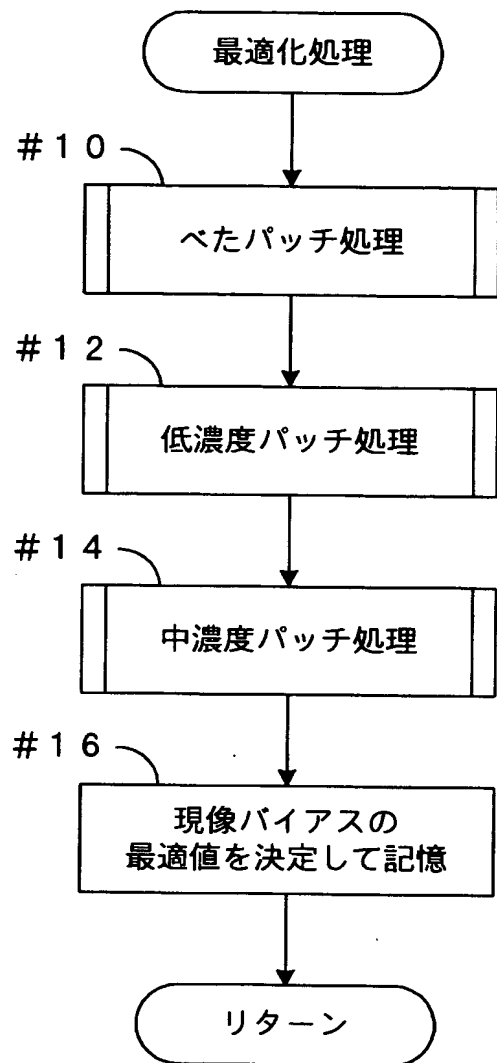 最適化処理
＃１０
べたパッチ処理
＃１２
低濃度パッチ処理
＃１４
中濃度パッチ処理
＃１６
現像バイアスの
最適値を決定して記憶
リターン